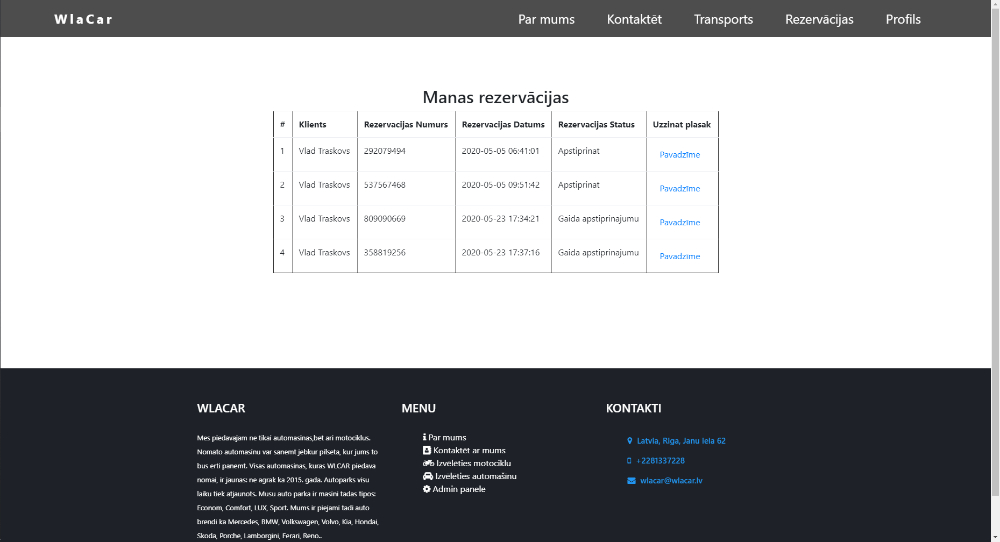 WlaCar Par mums Kontaktēt Transports Rezervācijas Profils
Manas rezervācijas
# Klients Rezervacijas Numurs Rezervacijas Datums Rezervacijas Status Uzzinat plasak
1 Vlad Traskovs 292079494 2020-05-05 06:41:01 Apstiprinat Pavadzīme
2 Vlad Traskovs 537567468 2020-05-05 09:51:42 Apstiprinat Pavadzīme
3 Vlad Traskovs 809090669 2020-05-23 17:34:21 Gaida apstiprinajumu Pavadzīme
4 Vlad Traskovs 358819256 2020-05-23 17:37:16 Gaida apstiprinajumu Pavadzīme
WLACAR
Mes piedavajam ne tikai automasinas,bet ari motociklus.
Nomato automasinu var sanemt jebkur pilseta, kur jums to
bus erti panemt. Visas automasinas, kuras WLCAR piedava
nomai, ir jaunas: ne agrak ka 2015. gada. Autoparks visu
laiku tiek atjaunots. Musu auto parka ir masini tadas tipos:
Econom, Comfort, LUX, Sport. Mums ir piejami tadi auto
brendi ka Mercedes, BMW, Volkswagen, Volvo, Kia, Hondai,
Skoda, Porche, Lamborgini, Ferari, Reno..
MENU
Par mums
Kontaktēt ar mums
Izvēlēties motociklu
Izvēlēties automašīnu
Admin panele
KONTAKTI
Latvia, Riga, Janu iela 62
+2281337228
wlacar@wlacar.lv